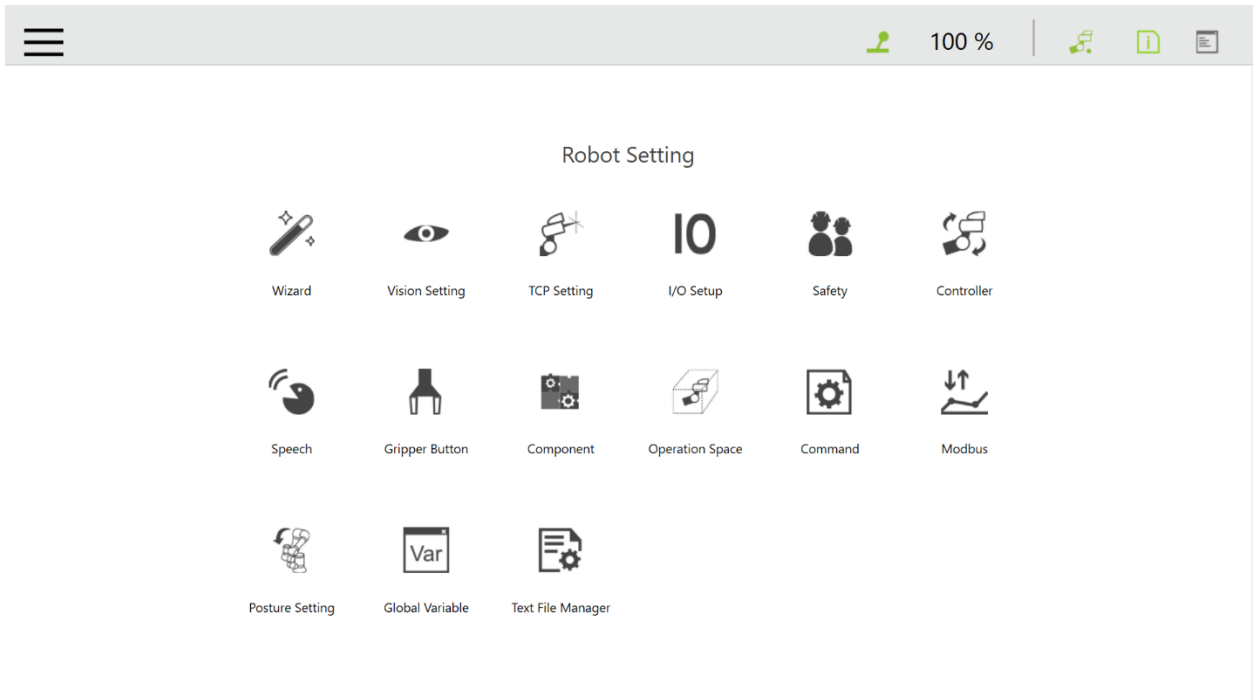 100 %
Robot Setting
IO
Wizard
Vision Setting
TCP Setting
I/O Setup
Safety
Controller
Speech
Gripper Button
Component
Operation Space
Command
Modbus
Var
Posture Setting
Global Variable
Text File Manager